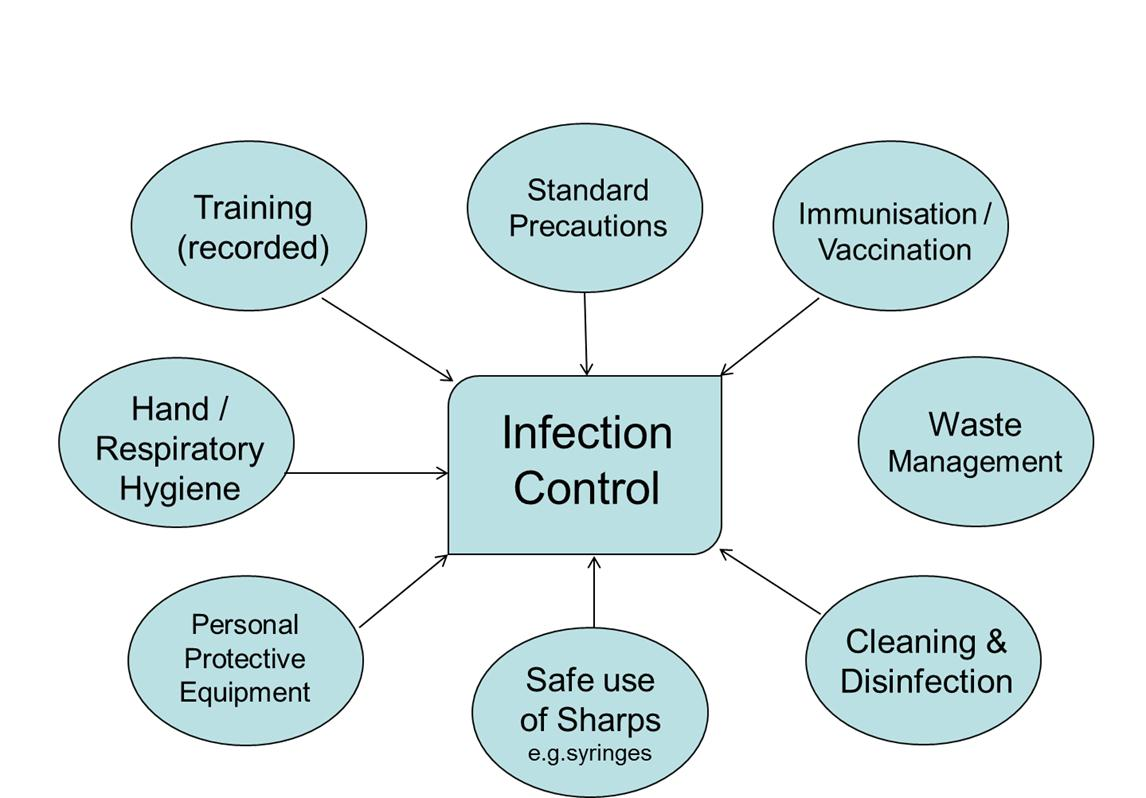 Training
(recorded)
Standard
Precautions
Immunisation /
Vaccination
Hand /
Respiratory
Hygiene
Infection
Control
Waste
Management
Personal
Protective
Equipment
Safe use
of Sharps
e.g.syringes
Cleaning &
Disinfection